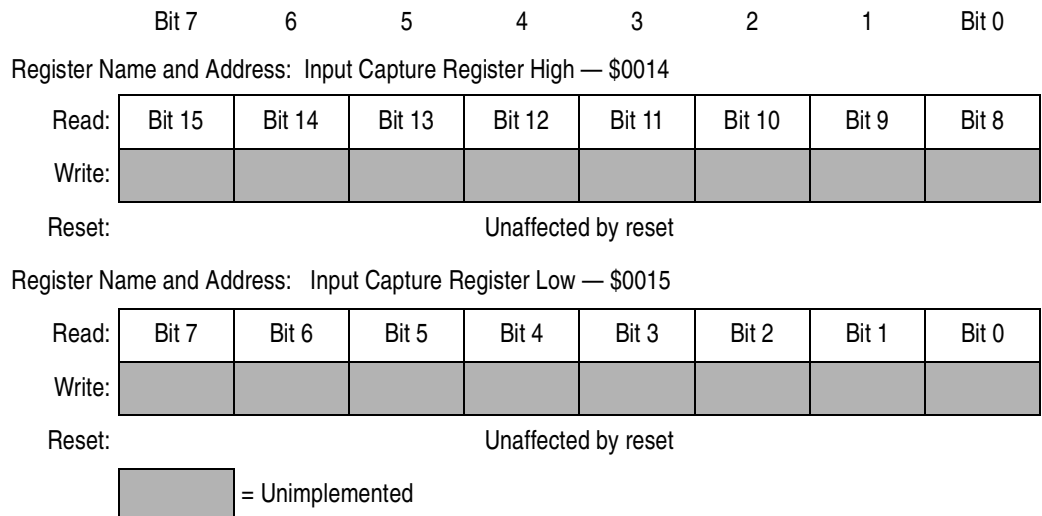 Bit 7 6 5 4 3 2 1 Bit 0
Register Name and Address: Input Capture Register High — $0014
Read: Bit 15 Bit 14 Bit 13 Bit 12 Bit 11 Bit 10 Bit 9 Bit 8
Write:
Reset: Unaffected by reset
Register Name and Address: Input Capture Register Low — $0015
Read: Bit 7 Bit 6 Bit 5 Bit 4 Bit 3 Bit 2 Bit 1 Bit 0
Write:
Reset: Unaffected by reset
= Unimplemented